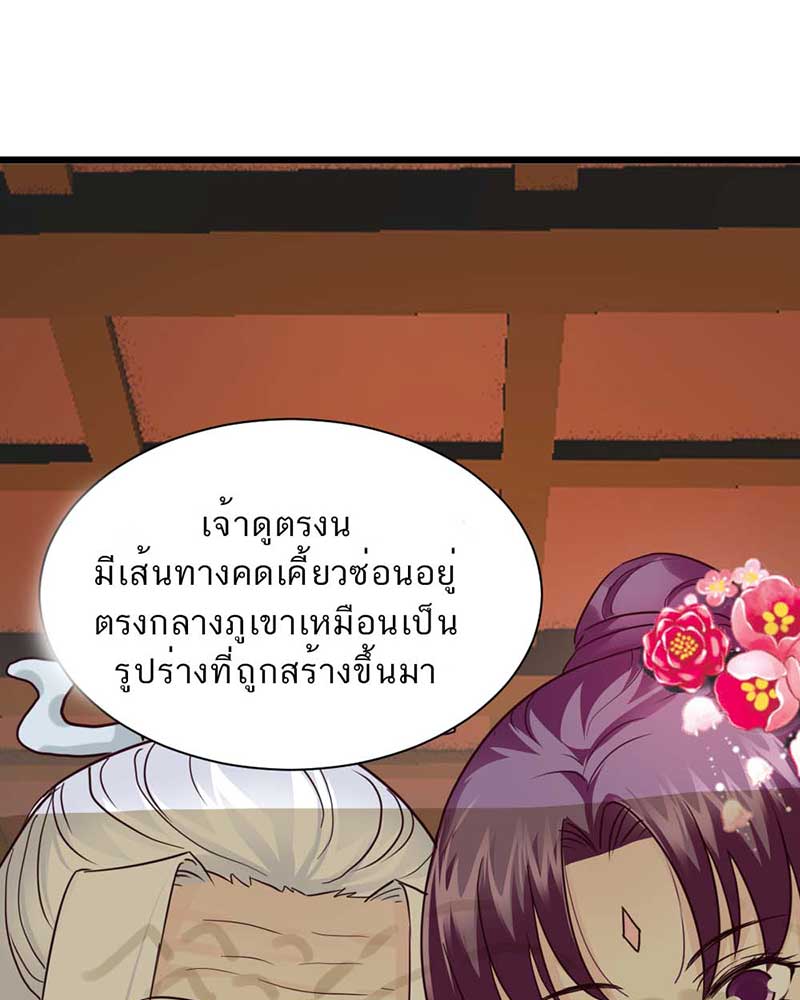 เจ้าดูตรงน
มีเส้นทางคดเคี้ยวซ่อนอยู่
ตรงกลางภูเขาเหมือนเป็น
รูปร่างที่ถูกสร้างขึ้นมา